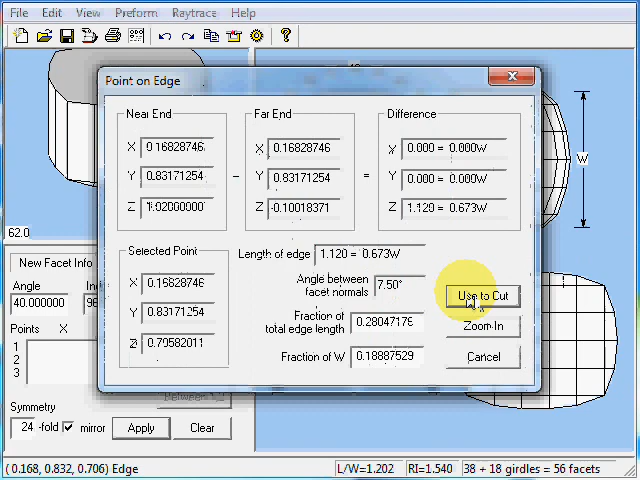 File Edit View Preform Raytrace Help
Point on Edge
Near End
Far End
Difference
X 0.16828746
X 0.16828746
X 0.000 = 0.000W
Y 0.83171254
Y 0.83171254
Y 0.000 = 0.000W
Z 1.02000000
Z -0.10018371
Z 1.120 = 0.673W
-
=
W
62.0
Selected Point
X 0.16828746
Y 0.83171254
Z 0.79582011
Length of edge 1.120 = 0.673W
Angle between
facet normals 7.50°
Fraction of
total edge length 0.28047176
Fraction of W 0.18887529
Use to Cut
Zoom In
Cancel
New Facet Info
Angle
40.000000
Points X
1
2
3
Symmetry
24 -fold mirror Apply Clear
( 0.168, 0.832, 0.706) Edge
L/W=1.202 RI=1.540 38 + 18 girdles = 56 facets